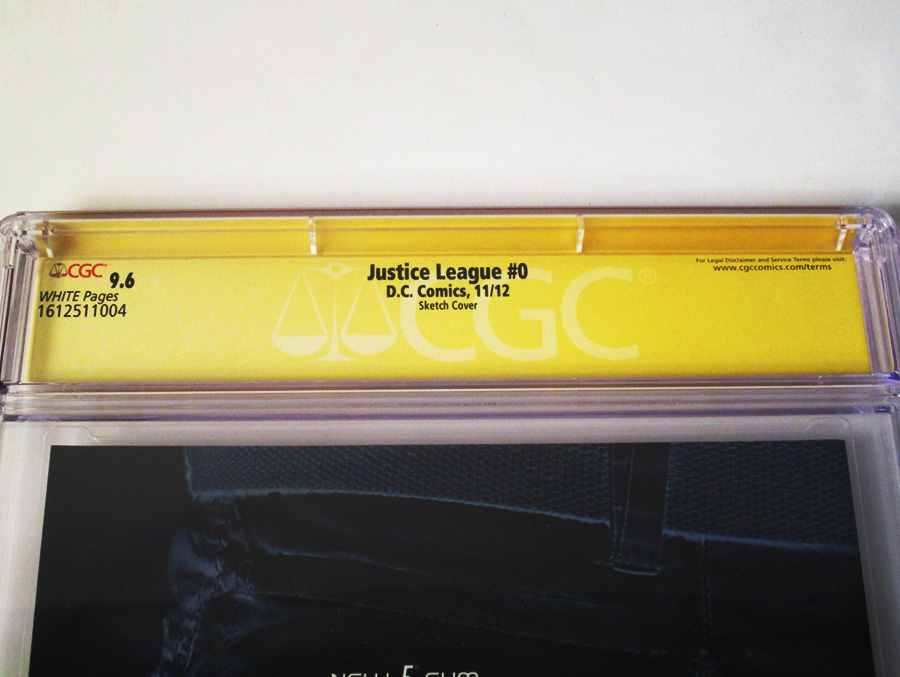 CGC 9.6
WHITE Pages
1612511004
Justice League #0
D.C. Comics, 11/12
Sketch Cover
For Legal Disclaimer and Service Terms please visit:
www.cgccomics.com/terms
CGC®